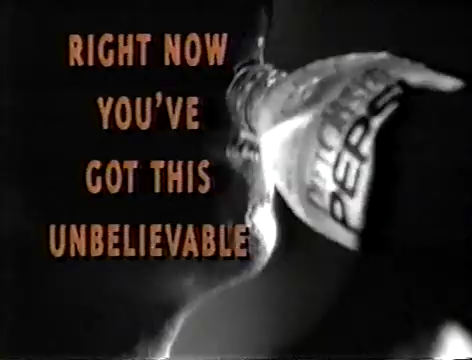 RIGHT NOW
YOU'VE
GOT THIS
UNBELIEVABLE
PEPSI